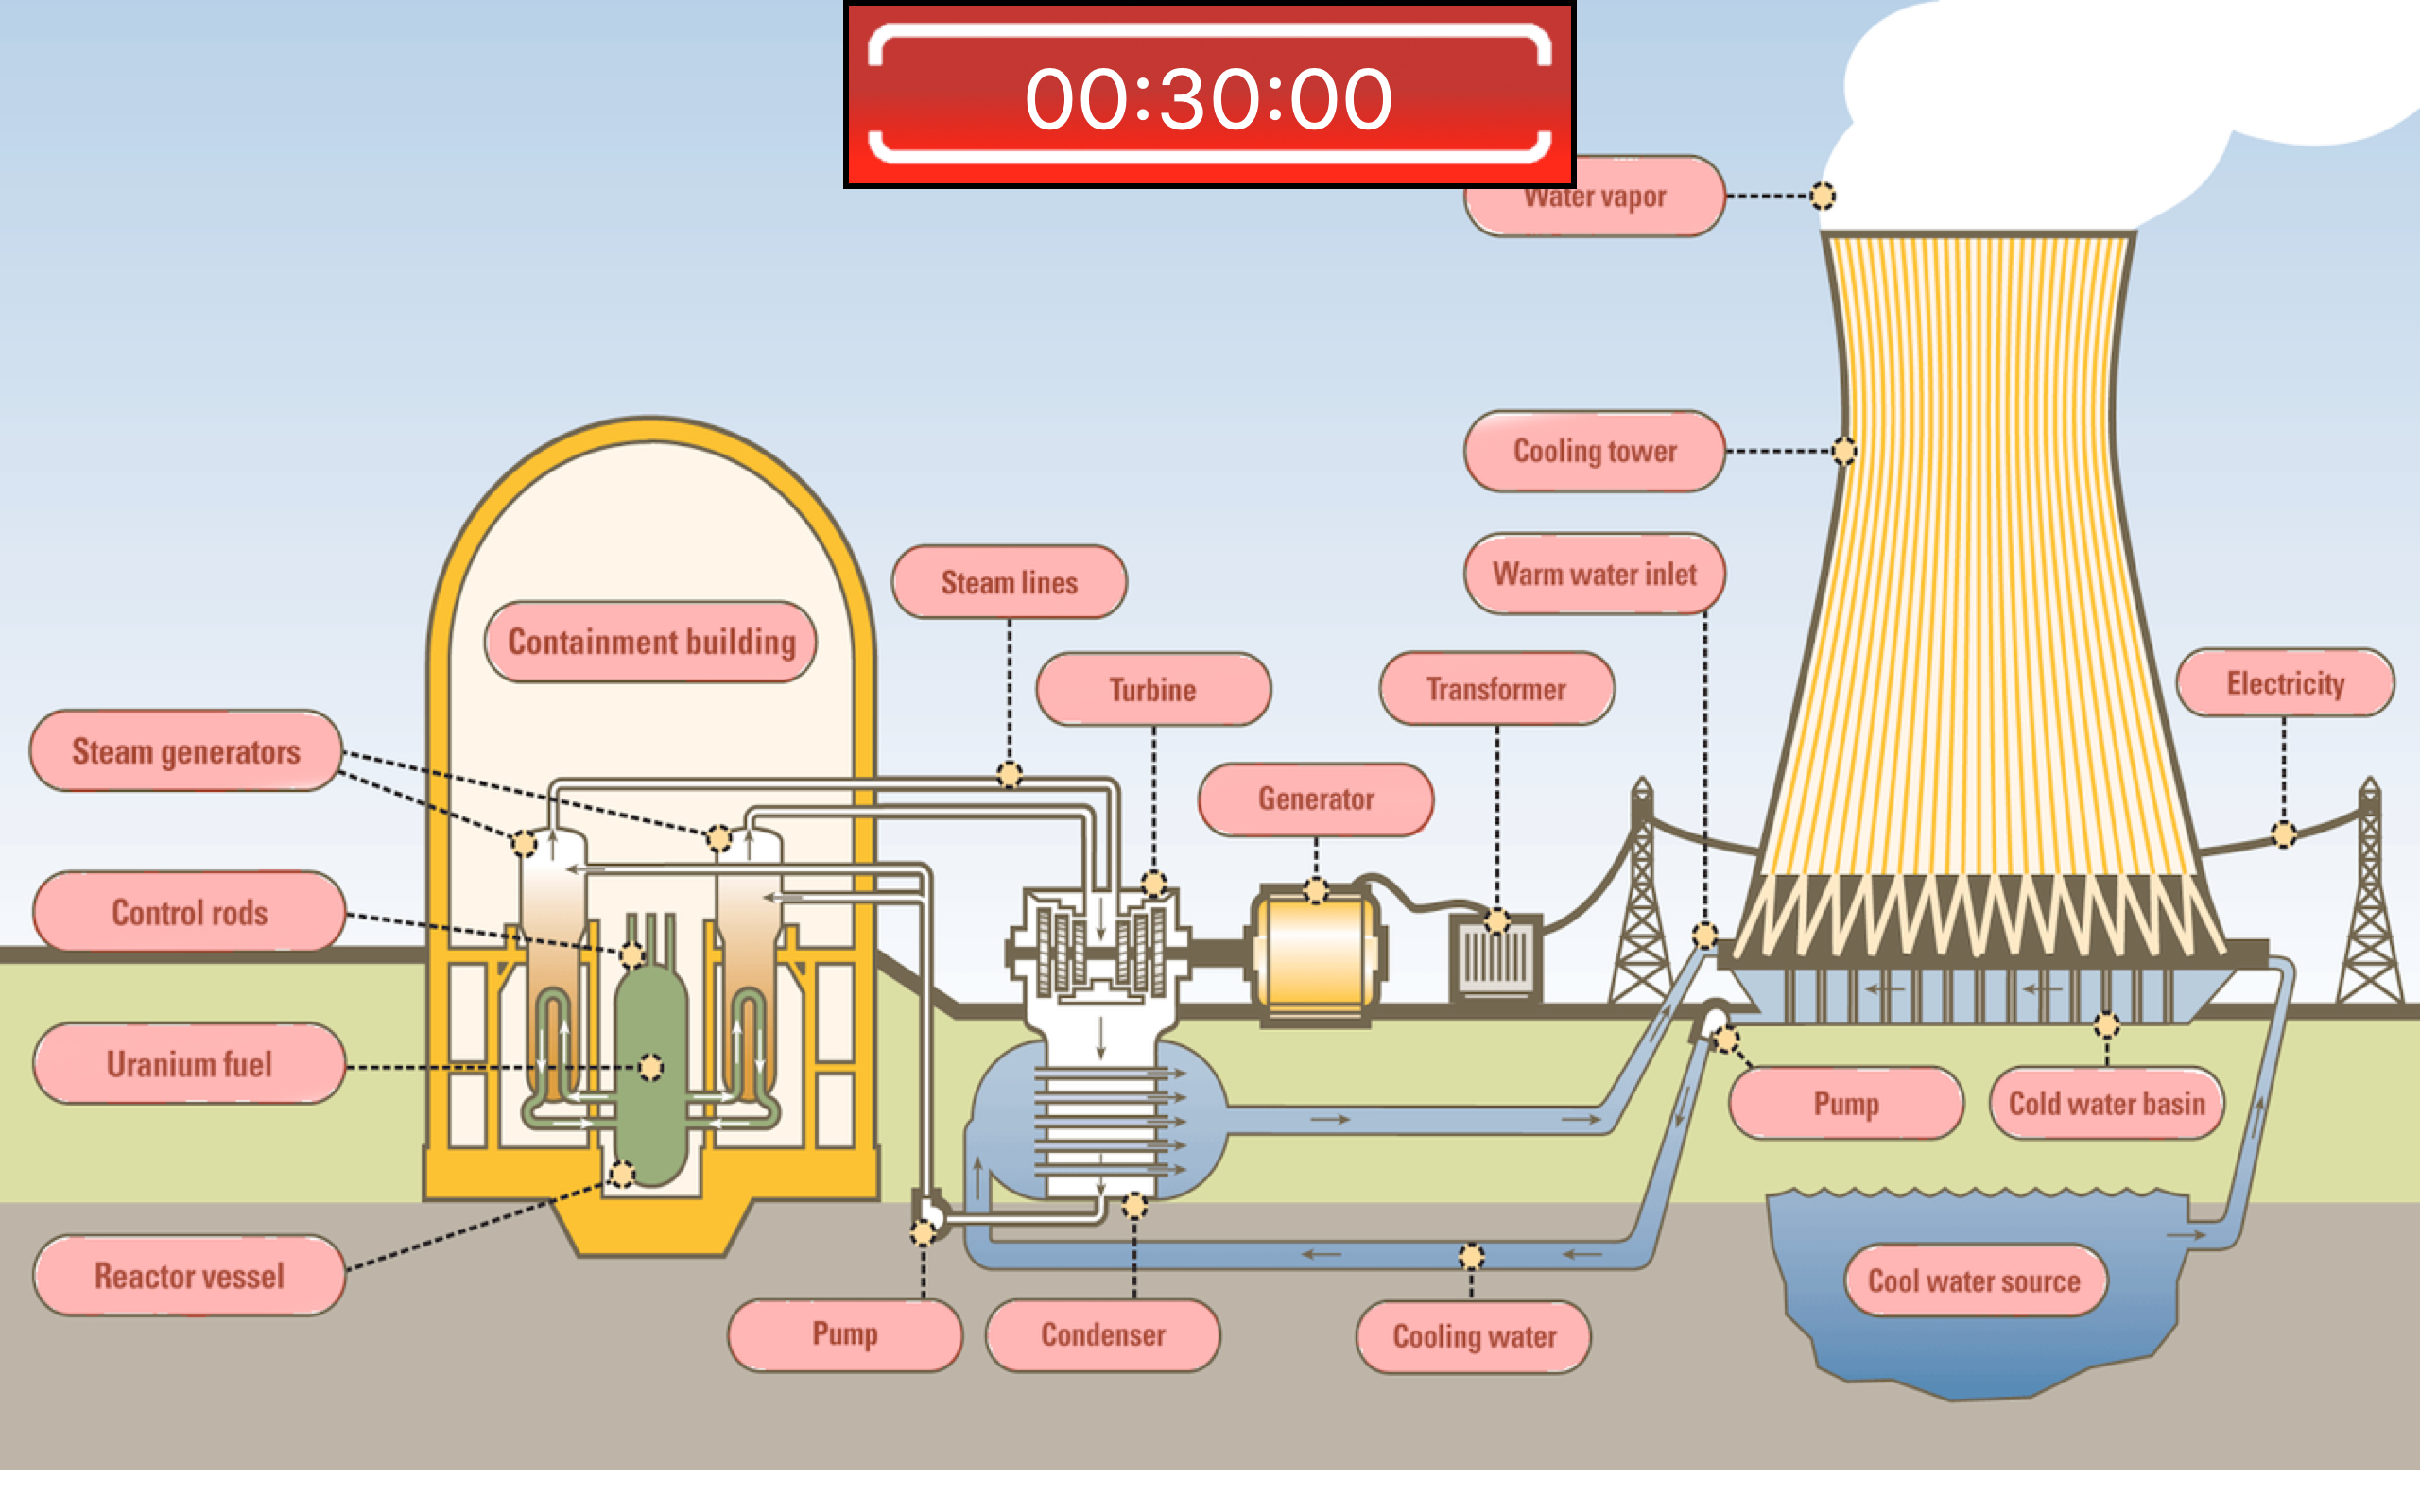 00:30:00
Water vapor
Cooling tower
Steam lines
Warm water inlet
Containment building
Turbine
Transformer
Electricity
Steam generators
Generator
Control rods
Uranium fuel
Pump
Cold water basin
Reactor vessel
Cool water source
Pump
Condenser
Cooling water